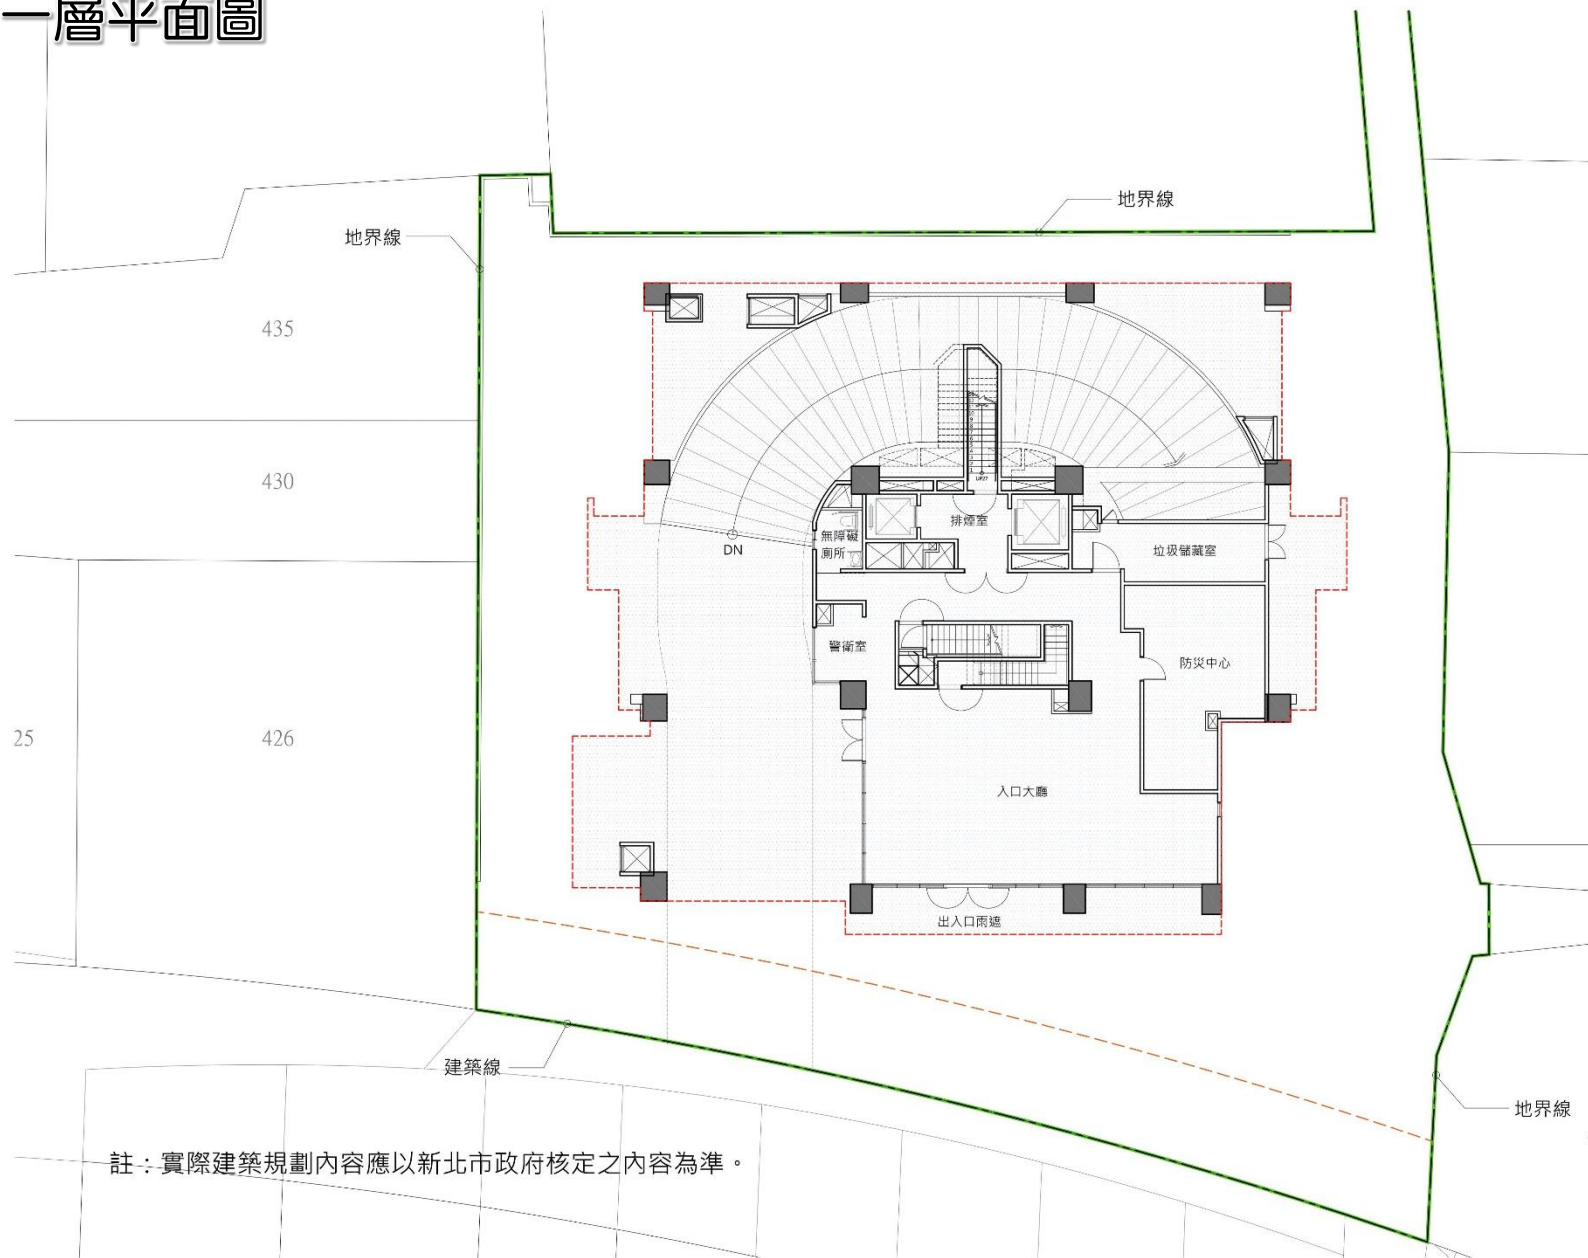 一層平面圖
地界線
地界線
435
430
排煙室
無障礙
廁所
DN
垃圾儲藏室
警衛室
防災中心
25
426
入口大廳
出入口雨遮
建築線
地界線
註：實際建築規劃內容應以新北市政府核定之內容為準。